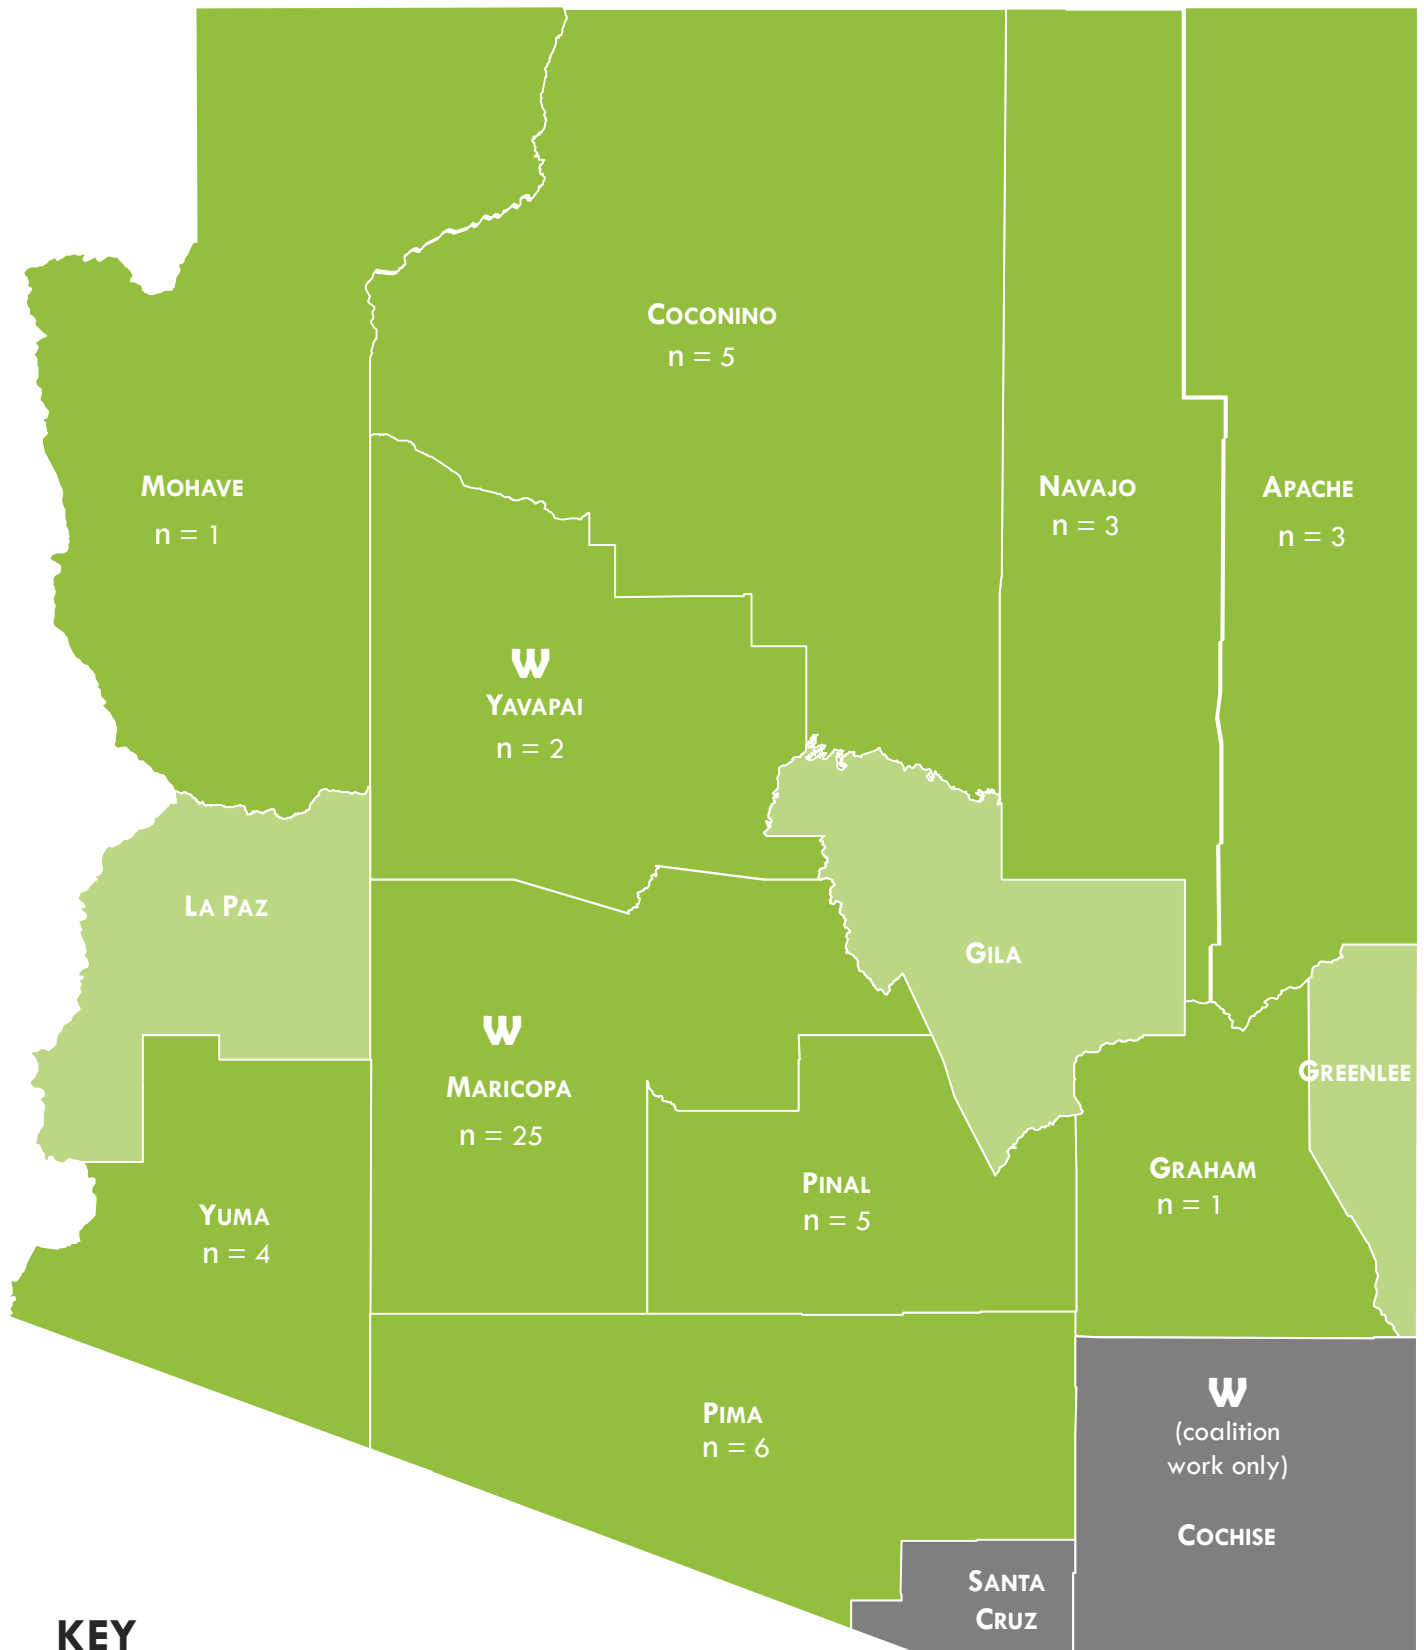 COCONINO
n = 5
MOHAVE
n = 1
NAVAJO
n = 3
APACHE
n = 3
W
YAVAPAI
n = 2
LA PAZ
GILA
W
MARICOPA
n = 25
GREENLEE
PINAL
n = 5
GRAHAM
n = 1
YUMA
n = 4
PIMA
n = 6
W
(coalition
work only)
COCHISE
SANTA
CRUZ
KEY